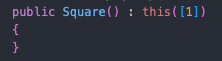 public Square() : this([1])
{
}